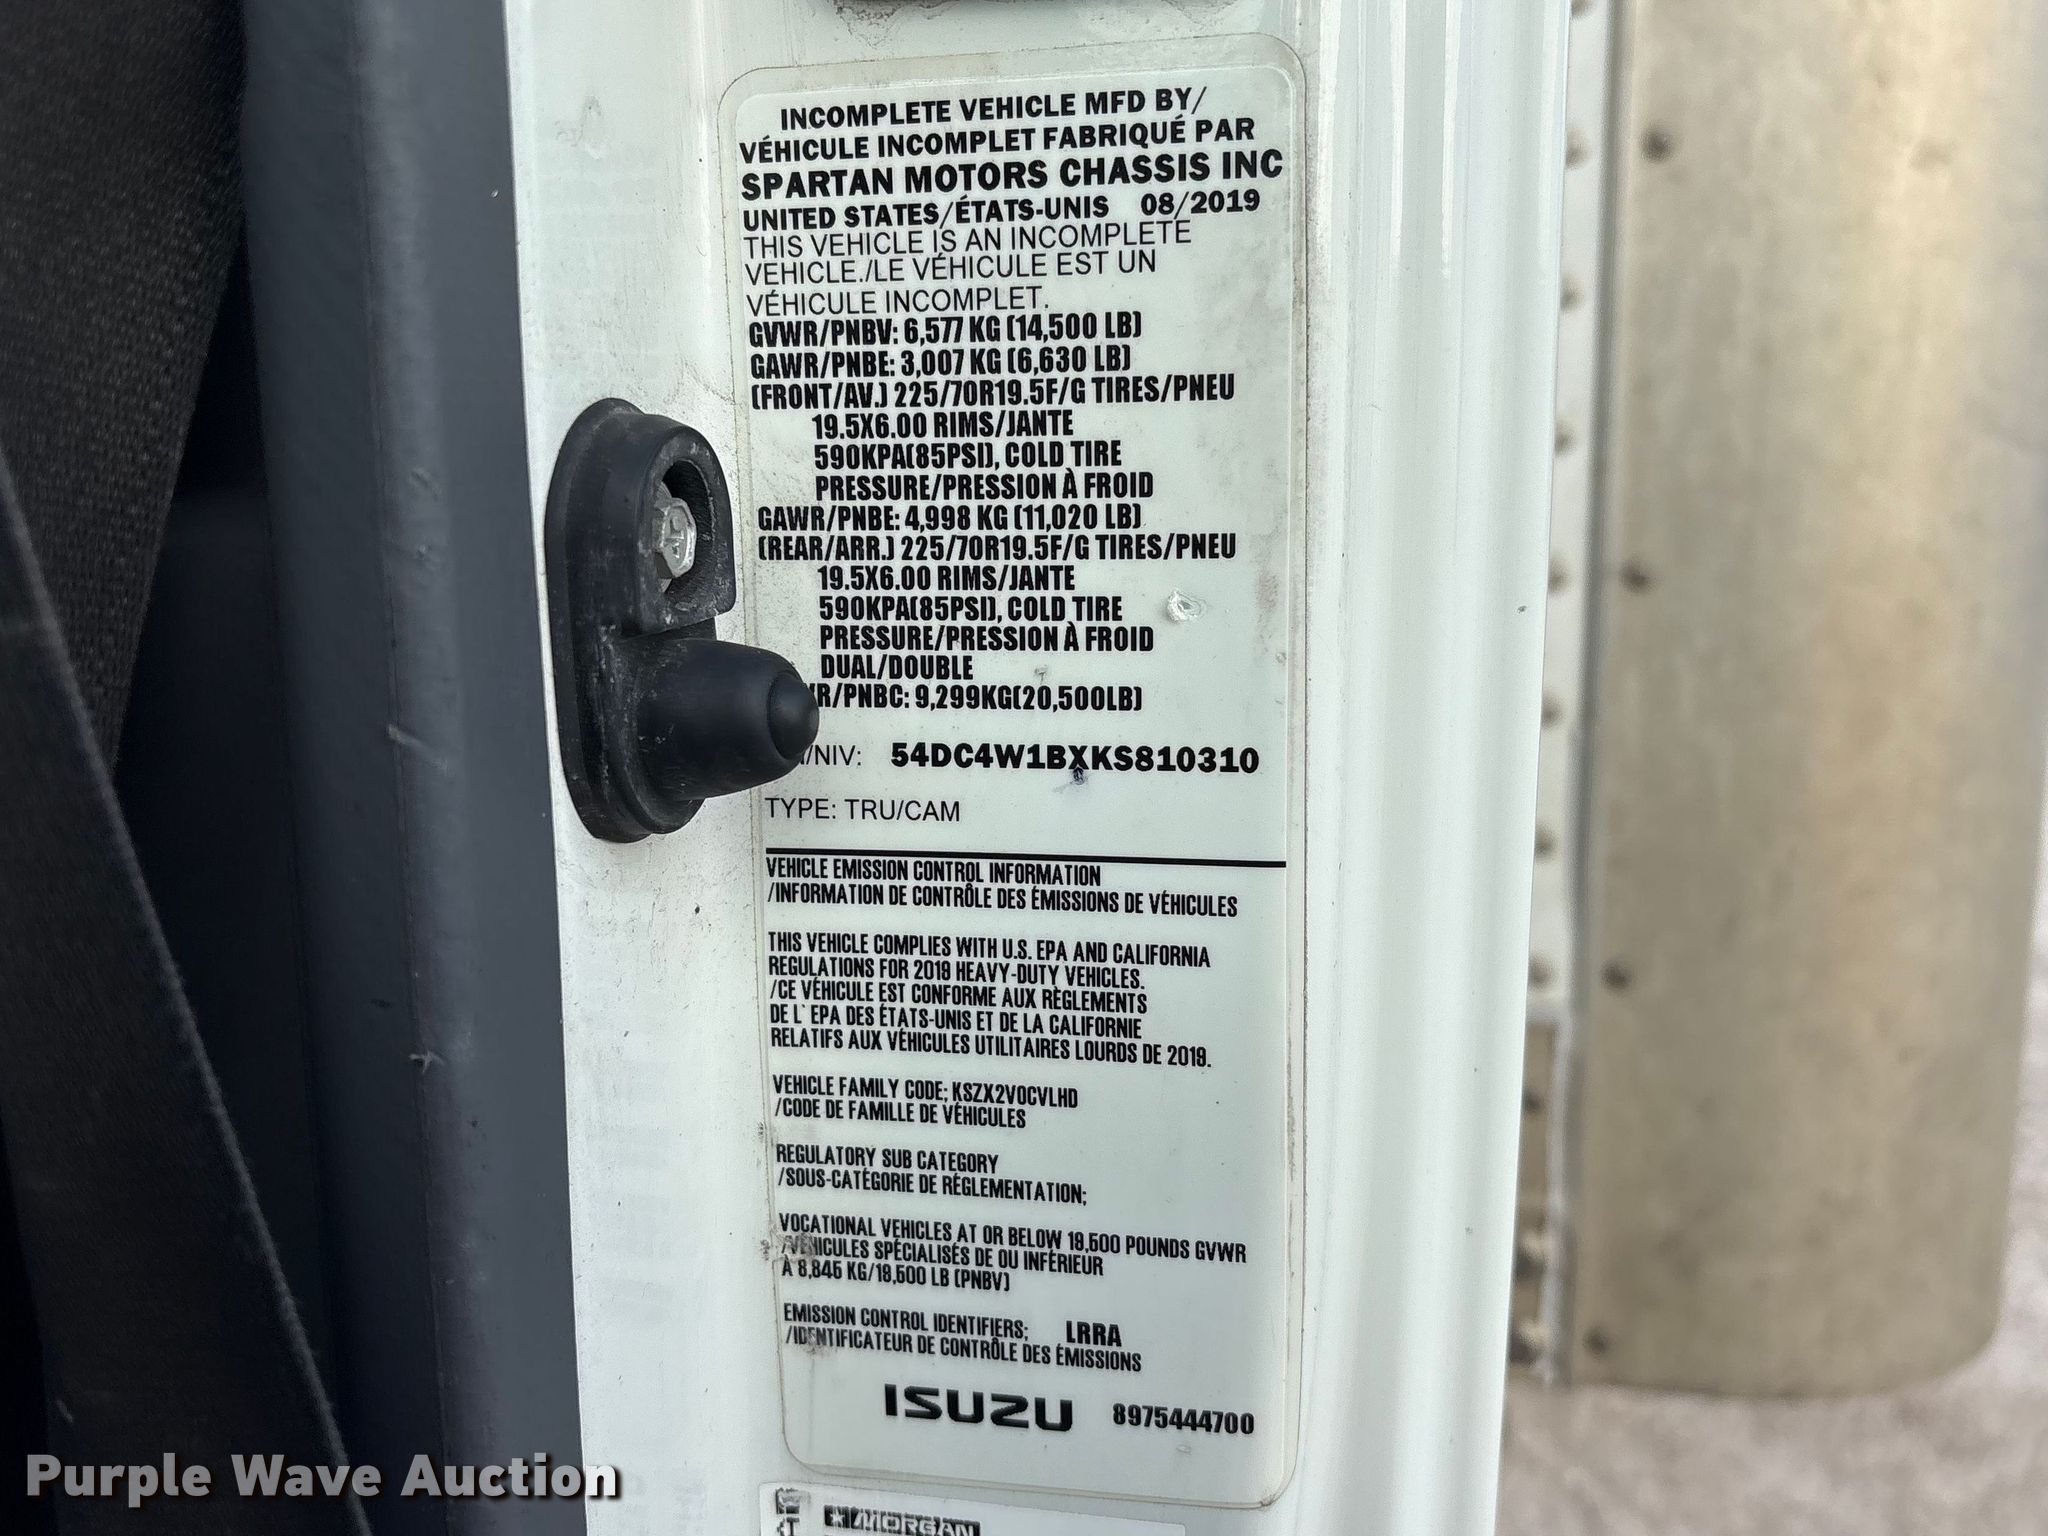 INCOMPLETE VEHICLE MFD BY/
VÉHICULE INCOMPLET FABRIQUÉ PAR
SPARTAN MOTORS CHASSIS INC
UNITED STATES/ÉTATS-UNIS 08/2019
THIS VEHICLE IS AN INCOMPLETE
VEHICLE./LE VÉHICULE EST UN
VÉHICULE INCOMPLET.
GVWR/PNBV: 6,577 KG (14,500 LB)
GAWR/PNBE: 3,007 KG (6,630 LB)
(FRONT/AV.) 225/70R19.5F/G TIRES/PNEU
19.5X6.00 RIMS/JANTE
590KPA(85PSI), COLD TIRE
PRESSURE/PRESSION À FROID
GAWR/PNBE: 4,998 KG (11,020 LB)
(REAR/ARR.) 225/70R19.5F/G TIRES/PNEU
19.5X6.00 RIMS/JANTE
590KPA(85PSI), COLD TIRE
PRESSURE/PRESSION À FROID
DUAL/DOUBLE
R/PNBC: 9,299KG(20,500LB)
/NIV: 54DC4W1BXKS810310
TYPE: TRU/CAM
VEHICLE EMISSION CONTROL INFORMATION
/INFORMATION DE CONTRÔLE DES ÉMISSIONS DE VÉHICULES
THIS VEHICLE COMPLIES WITH U.S. EPA AND CALIFORNIA
REGULATIONS FOR 2019 HEAVY-DUTY VEHICLES.
/CE VÉHICULE EST CONFORME AUX RÈGLEMENTS
DE L'EPA DES ÉTATS-UNIS ET DE LA CALIFORNIE
RELATIFS AUX VÉHICULES UTILITAIRES LOURDS DE 2019.
VEHICLE FAMILY CODE; KSZX2VOCVLHD
/CODE DE FAMILLE DE VÉHICULES
REGULATORY SUB CATEGORY
/SOUS-CATÉGORIE DE RÉGLEMENTATION;
VOCATIONAL VEHICLES AT OR BELOW 19,500 POUNDS GVWR
/VÉHICULES SPÉCIALISÉS DE OU INFÉRIEUR
À 8,845 KG/19,500 LB (PNBV)
EMISSION CONTROL IDENTIFIERS; LRRA
/IDENTIFICATEUR DE CONTRÔLE DES ÉMISSIONS
ISUZU 8975444700
MORGAN
Purple Wave Auction